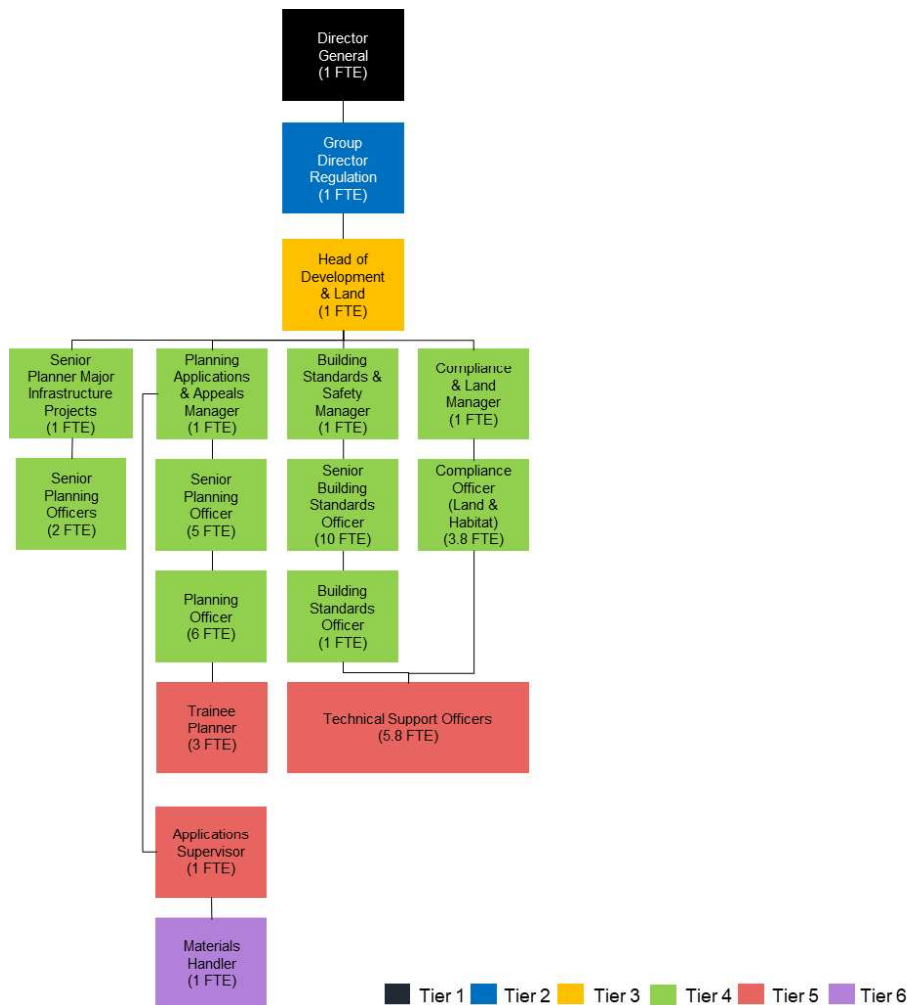 Director
General
(1 FTE)
Group
Director
Regulation
(1 FTE)
Head of
Development
& Land
(1 FTE)
Senior
Planner Major
Infrastructure
Projects
(1 FTE)
Planning
Applications
& Appeals
Manager
(1 FTE)
Building
Standards &
Safety
Manager
(1 FTE)
Compliance
& Land
Manager
(1 FTE)
Senior
Planning
Officers
(2 FTE)
Senior
Planning
Officer
(5 FTE)
Senior
Building
Standards
Officer
(10 FTE)
Compliance
Officer
(Land &
Habitat)
(3.8 FTE)
Planning
Officer
(6 FTE)
Building
Standards
Officer
(1 FTE)
Trainee
Planner
(3 FTE)
Technical Support Officers
(5.8 FTE)
Applications
Supervisor
(1 FTE)
Materials
Handler
(1 FTE)
Tier 1 Tier 2 Tier 3 Tier 4 Tier 5 Tier 6